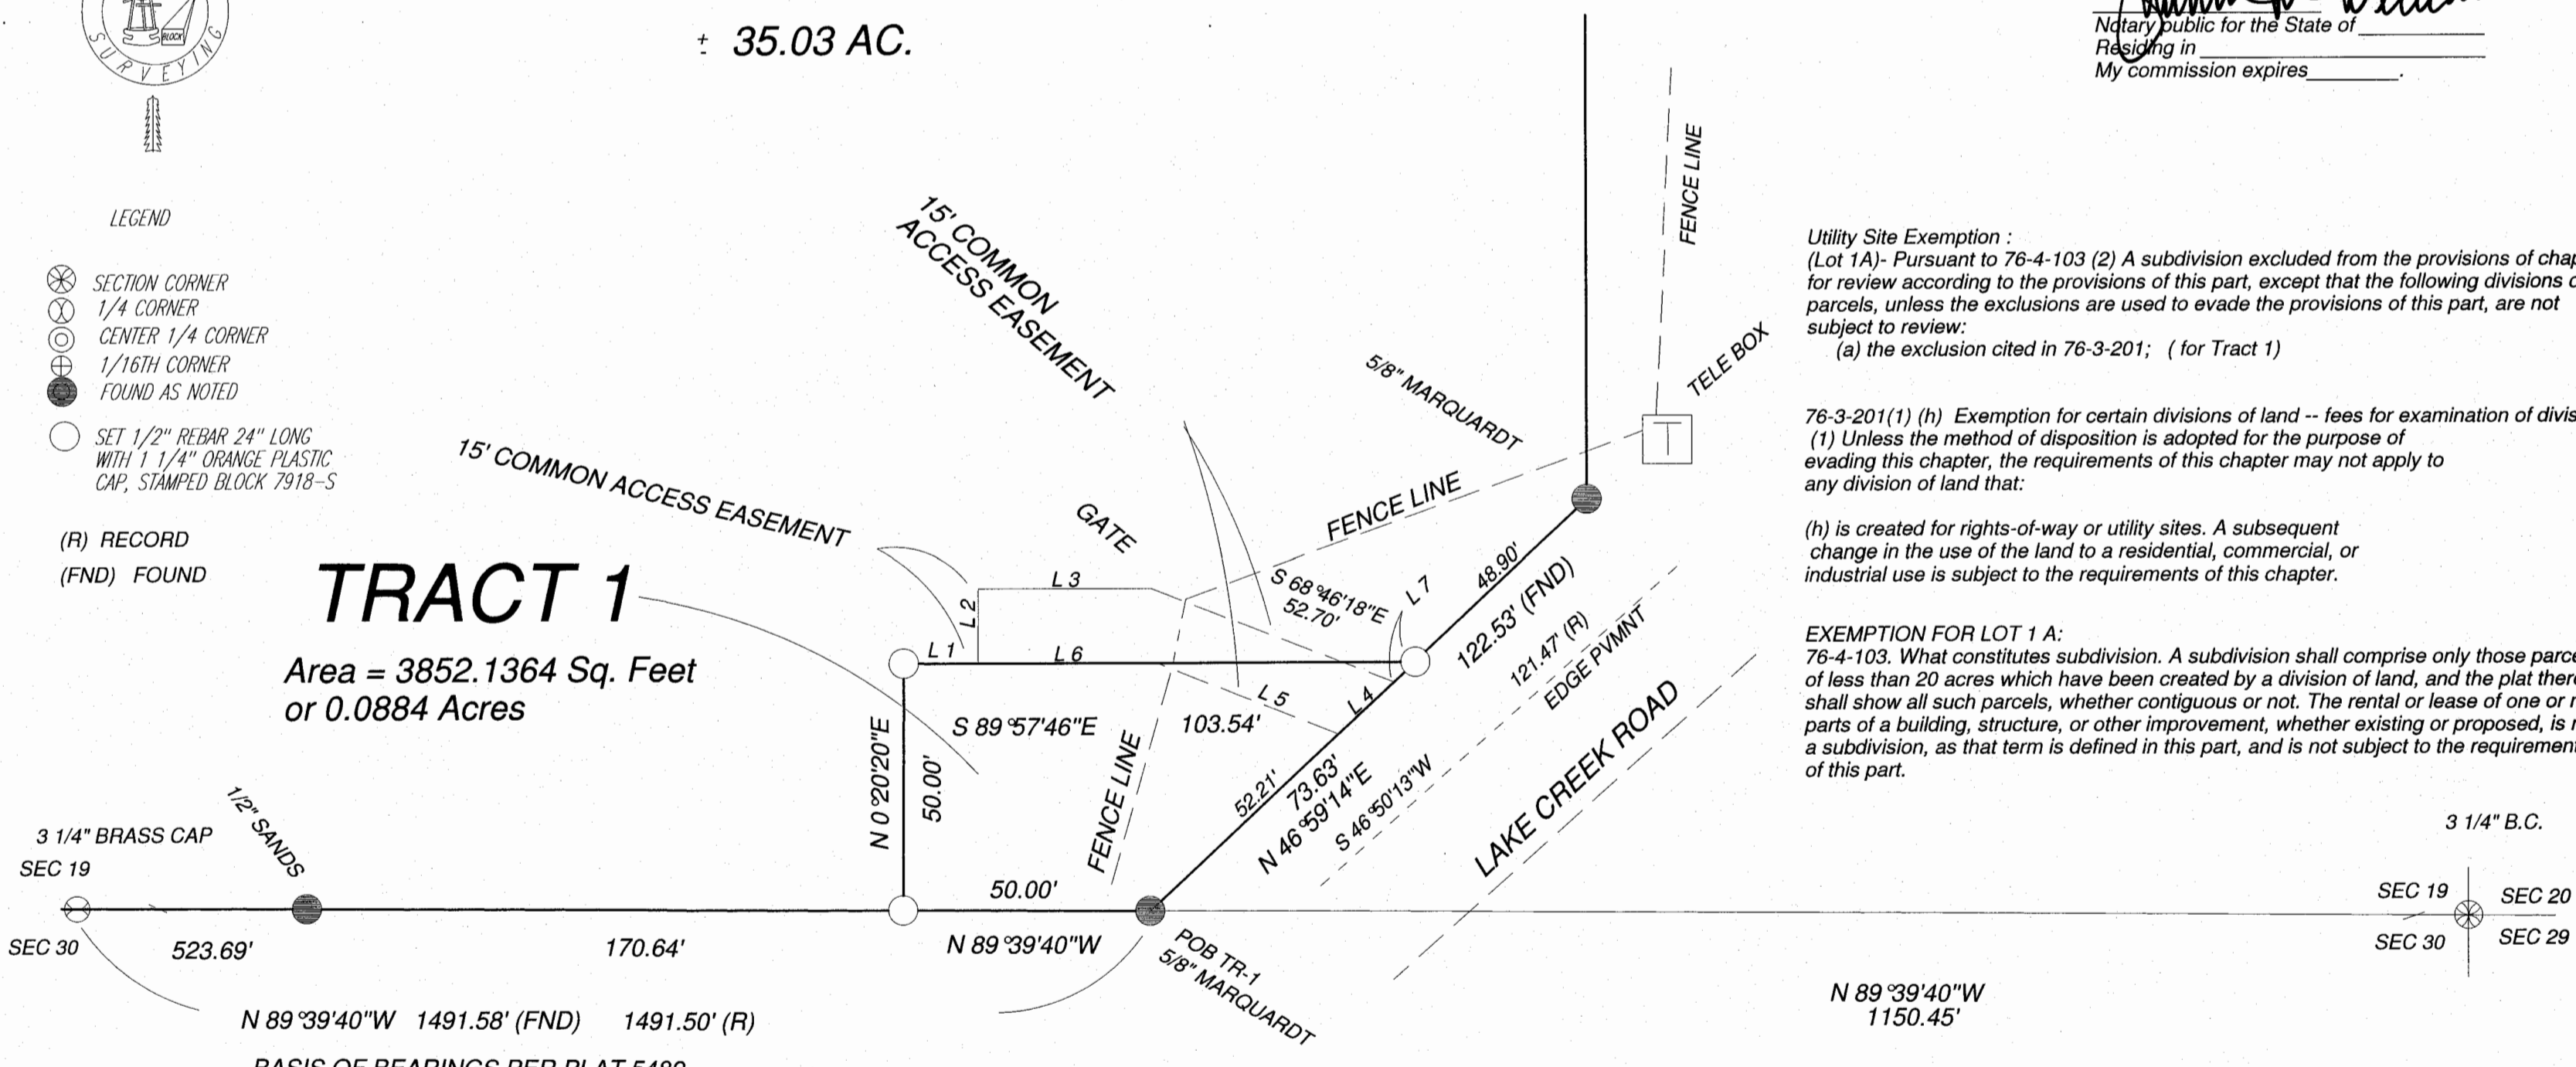 SURVEYING
BLOCK
± 35.03 AC.
Notary public for the State of
Residing in
My commission expires .
LEGEND
SECTION CORNER
1/4 CORNER
CENTER 1/4 CORNER
1/16TH CORNER
FOUND AS NOTED
SET 1/2" REBAR 24" LONG
WITH 1 1/4" ORANGE PLASTIC
CAP, STAMPED BLOCK 7918-S
(R) RECORD
(FND) FOUND
TRACT 1
Area = 3852.1364 Sq. Feet
or 0.0884 Acres
15' COMMON
ACCESS EASEMENT
15' COMMON ACCESS EASEMENT
GATE
5/8" MARQUARDT
FENCE LINE
TELE BOX
T
FENCE LINE
L 3
L 2
L 1
L 6
S 68°46'18"E
52.70'
L 7
48.90'
122.53' (FND)
121.47' (R)
EDGE PVMNT
L 5
L 4
S 89°57'46"E
103.54'
N 0°20'20"E
50.00'
FENCE LINE
52.21'
73.63'
N 46°59'14"E
S 46°50'13"W
LAKE CREEK ROAD
50.00'
N 89°39'40"W
POB TR-1
5/8" MARQUARDT
1/2" SANDS
3 1/4" BRASS CAP
SEC 19
SEC 30
523.69'
170.64'
N 89°39'40"W 1491.58' (FND) 1491.50' (R)
BASIS OF BEARINGS PER PLAT 5489
Utility Site Exemption :
(Lot 1A)- Pursuant to 76-4-103 (2) A subdivision excluded from the provisions of chap
for review according to the provisions of this part, except that the following divisions o
parcels, unless the exclusions are used to evade the provisions of this part, are not
subject to review:
(a) the exclusion cited in 76-3-201; ( for Tract 1)
76-3-201(1) (h) Exemption for certain divisions of land -- fees for examination of divis
(1) Unless the method of disposition is adopted for the purpose of
evading this chapter, the requirements of this chapter may not apply to
any division of land that:
(h) is created for rights-of-way or utility sites. A subsequent
change in the use of the land to a residential, commercial, or
industrial use is subject to the requirements of this chapter.
EXEMPTION FOR LOT 1 A:
76-4-103. What constitutes subdivision. A subdivision shall comprise only those parce
of less than 20 acres which have been created by a division of land, and the plat there
shall show all such parcels, whether contiguous or not. The rental or lease of one or m
parts of a building, structure, or other improvement, whether existing or proposed, is n
a subdivision, as that term is defined in this part, and is not subject to the requirement
of this part.
3 1/4" B.C.
SEC 19
SEC 20
SEC 30
SEC 29
N 89°39'40"W
1150.45'